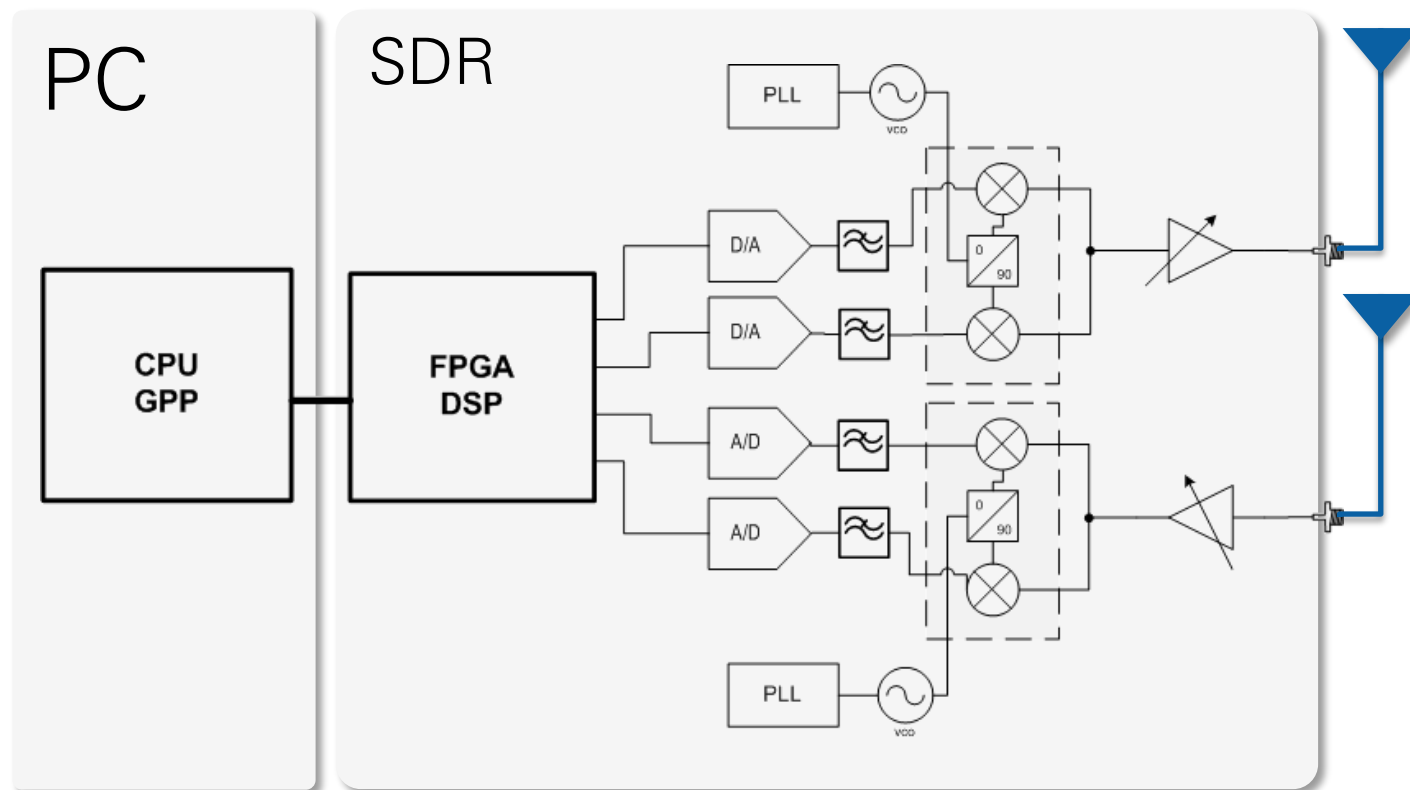 PC
SDR
PLL
VCO
D/A
0
90
D/A
CPU
GPP
FPGA
DSP
A/D
0
90
A/D
PLL
VCO